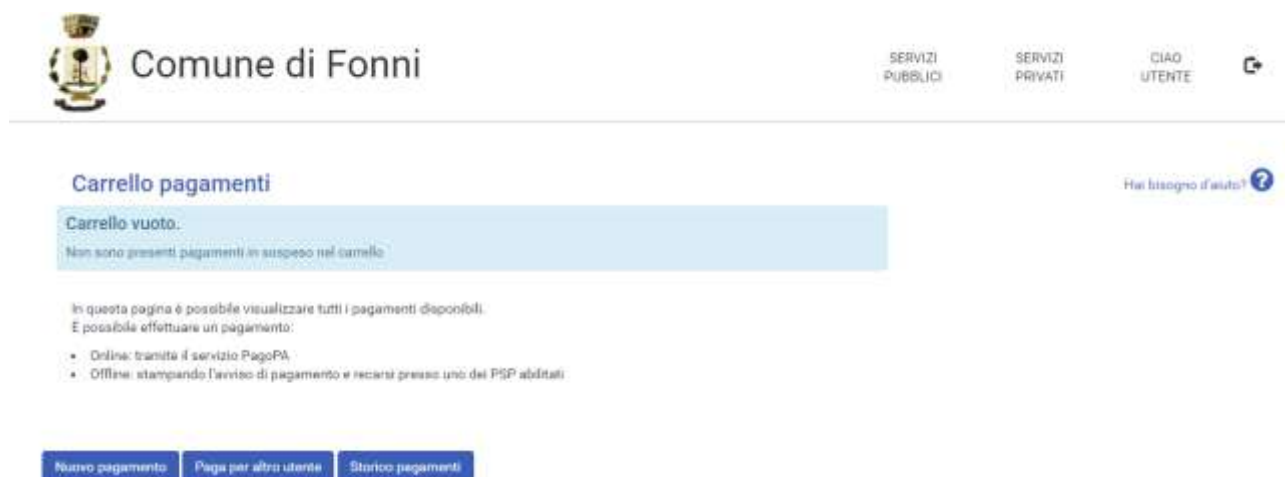 Comune di Fonni
SERVIZI PUBBLICI
SERVIZI PRIVATI
CIAO UTENTE
Carrello pagamenti
Hai bisogno d'aiuto?
Carrello vuoto.
Non sono presenti pagamenti in sospeso nel carrello
In questa pagina è possibile visualizzare tutti i pagamenti disponibili.
È possibile effettuare un pagamento:
• Online: tramite il servizio PagoPA
• Offline: stampando l'avviso di pagamento e recarsi presso uno dei PSP abilitati
Nuovo pagamento
Paga per altro utente
Storico pagamenti